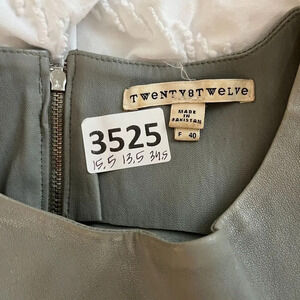 TWENTY8TWELVE
MADE
IN
PAKISTAN
F 40
3525
15.5 13.5 34.5